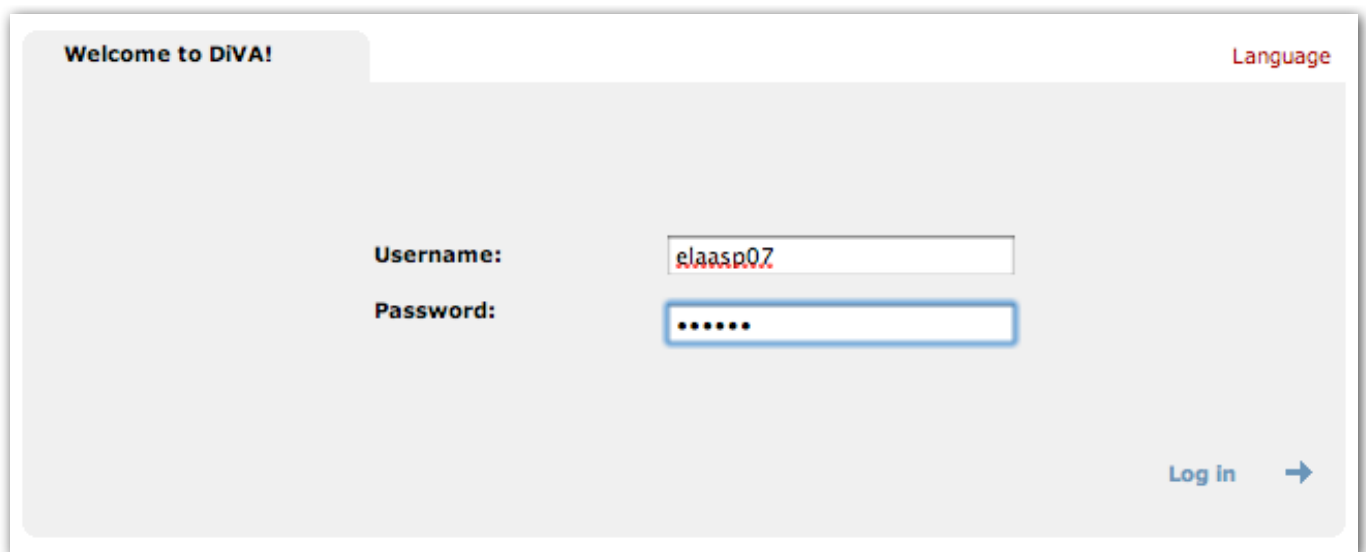 Welcome to DiVA!
Language
Username: elaasp07
Password: ••••••
Log in